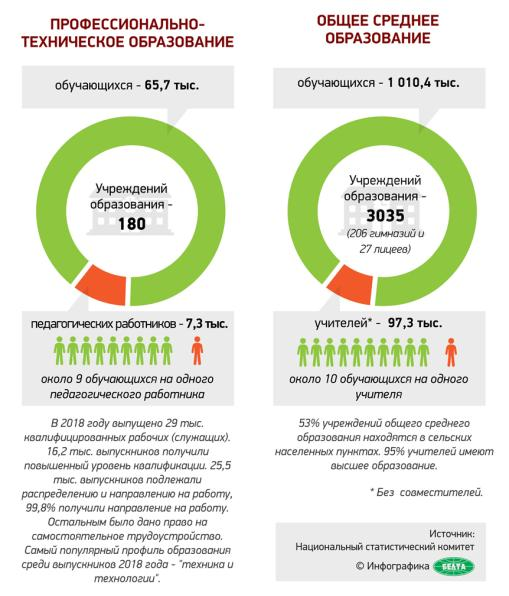 ПРОФЕССИОНАЛЬНО-
ТЕХНИЧЕСКОЕ ОБРАЗОВАНИЕ
обучающихся - 65,7 тыс.
Учреждений
образования -
180
педагогических работников - 7,3 тыс.
около 9 обучающихся на одного
педагогического работника
В 2018 году выпущено 29 тыс.
квалифицированных рабочих (служащих).
16,2 тыс. выпускников получили
повышенный уровень квалификации. 25,5
тыс. выпускников подлежали
распределению и направлению на работу,
99,8% получили направление на работу.
Остальным было дано право на
самостоятельное трудоустройство.
Самый популярный профиль образования
среди выпускников 2018 года - "техника и
технологии".
ОБЩЕЕ СРЕДНЕЕ
ОБРАЗОВАНИЕ
обучающихся - 1 010,4 тыс.
Учреждений
образования -
3035
(206 гимназий и
27 лицеев)
учителей* - 97,3 тыс.
около 10 обучающихся на одного
учителя
53% учреждений общего среднего
образования находятся в сельских
населенных пунктах. 95% учителей имеют
высшее образование.
* Без совместителей.
Источник:
Национальный статистический комитет
© Инфографика БЕЛТА